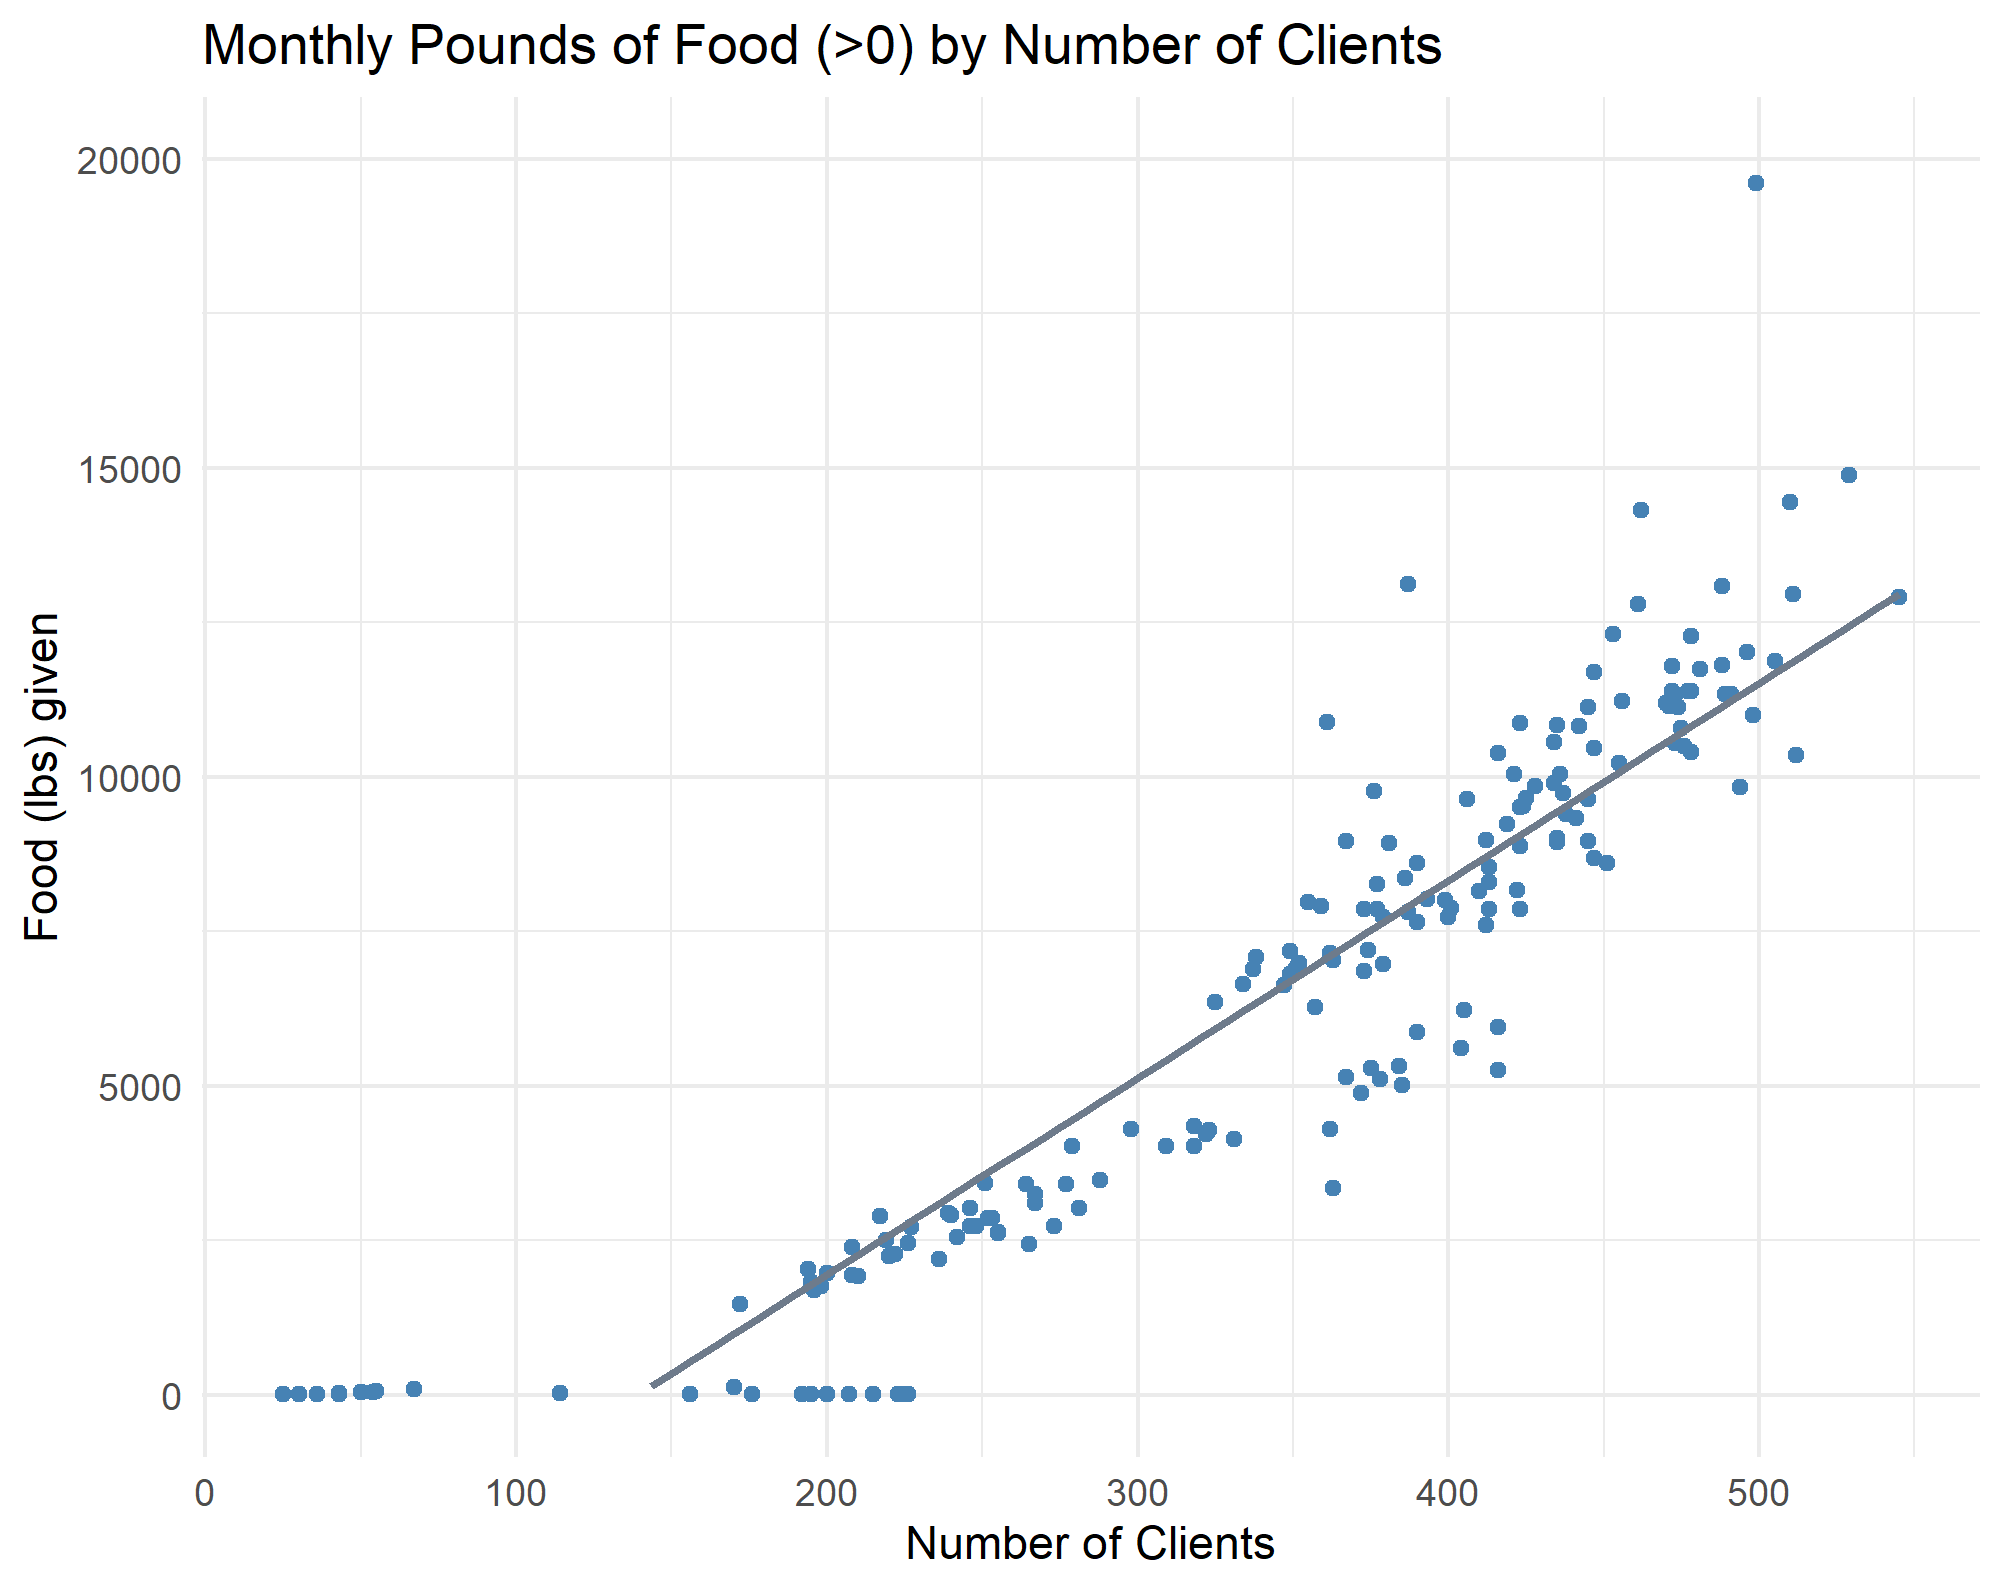 Monthly Pounds of Food (>0) by Number of Clients
20000
15000
10000
5000
0
Food (lbs) given
0 100 200 300 400 500
Number of Clients